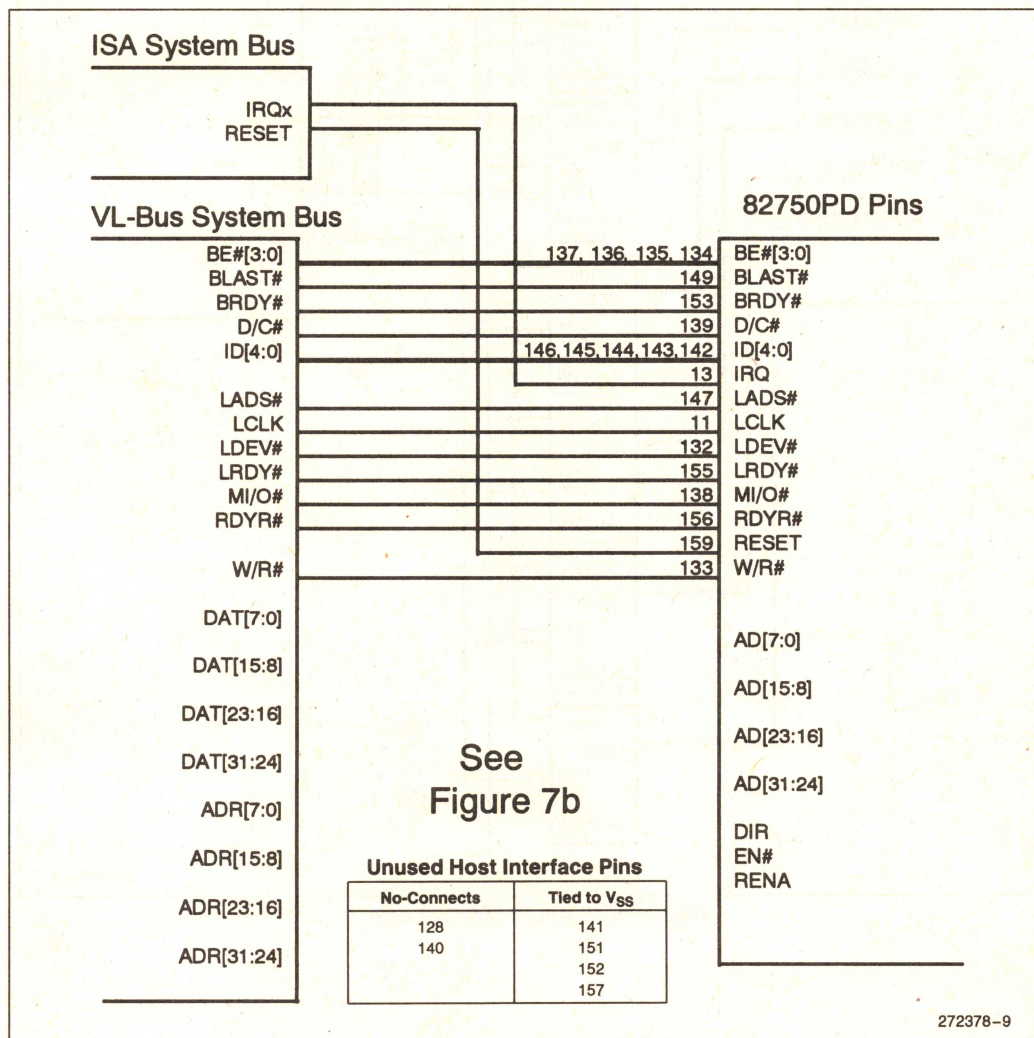 ISA System Bus
IRQx
RESET
VL-Bus System Bus
82750PD Pins
BE#[3:0] 137, 136, 135, 134 BE#[3:0]
BLAST# 149 BLAST#
BRDY# 153 BRDY#
D/C# 139 D/C#
ID[4:0] 146,145,144,143,142 ID[4:0]
13 IRQ
LADS# 147 LADS#
LCLK 11 LCLK
LDEV# 132 LDEV#
LRDY# 155 LRDY#
MI/O# 138 MI/O#
RDYR# 156 RDYR#
159 RESET
W/R# 133 W/R#
DAT[7:0]
AD[7:0]
DAT[15:8]
AD[15:8]
DAT[23:16]
AD[23:16]
DAT[31:24]
AD[31:24]
See
Figure 7b
ADR[7:0]
DIR
ADR[15:8]
EN#
RENA
ADR[23:16]
ADR[31:24]
Unused Host Interface Pins
No-Connects Tied to VSS
128 141
140 151
152
157
272378-9